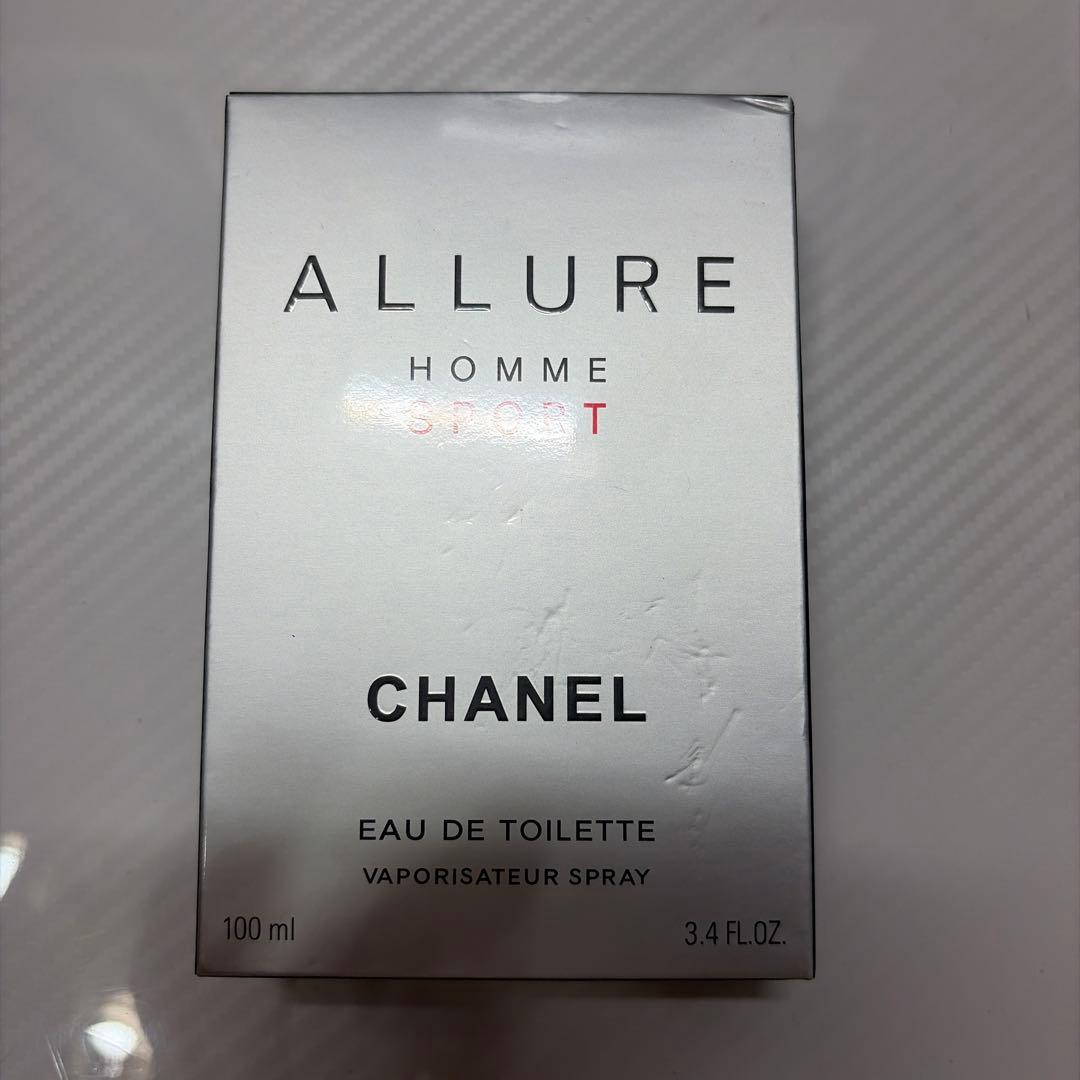 ALLURE
HOMME
SPORT
CHANEL
EAU DE TOILETTE
VAPORISATEUR SPRAY
100 ml
3.4 FL.OZ.